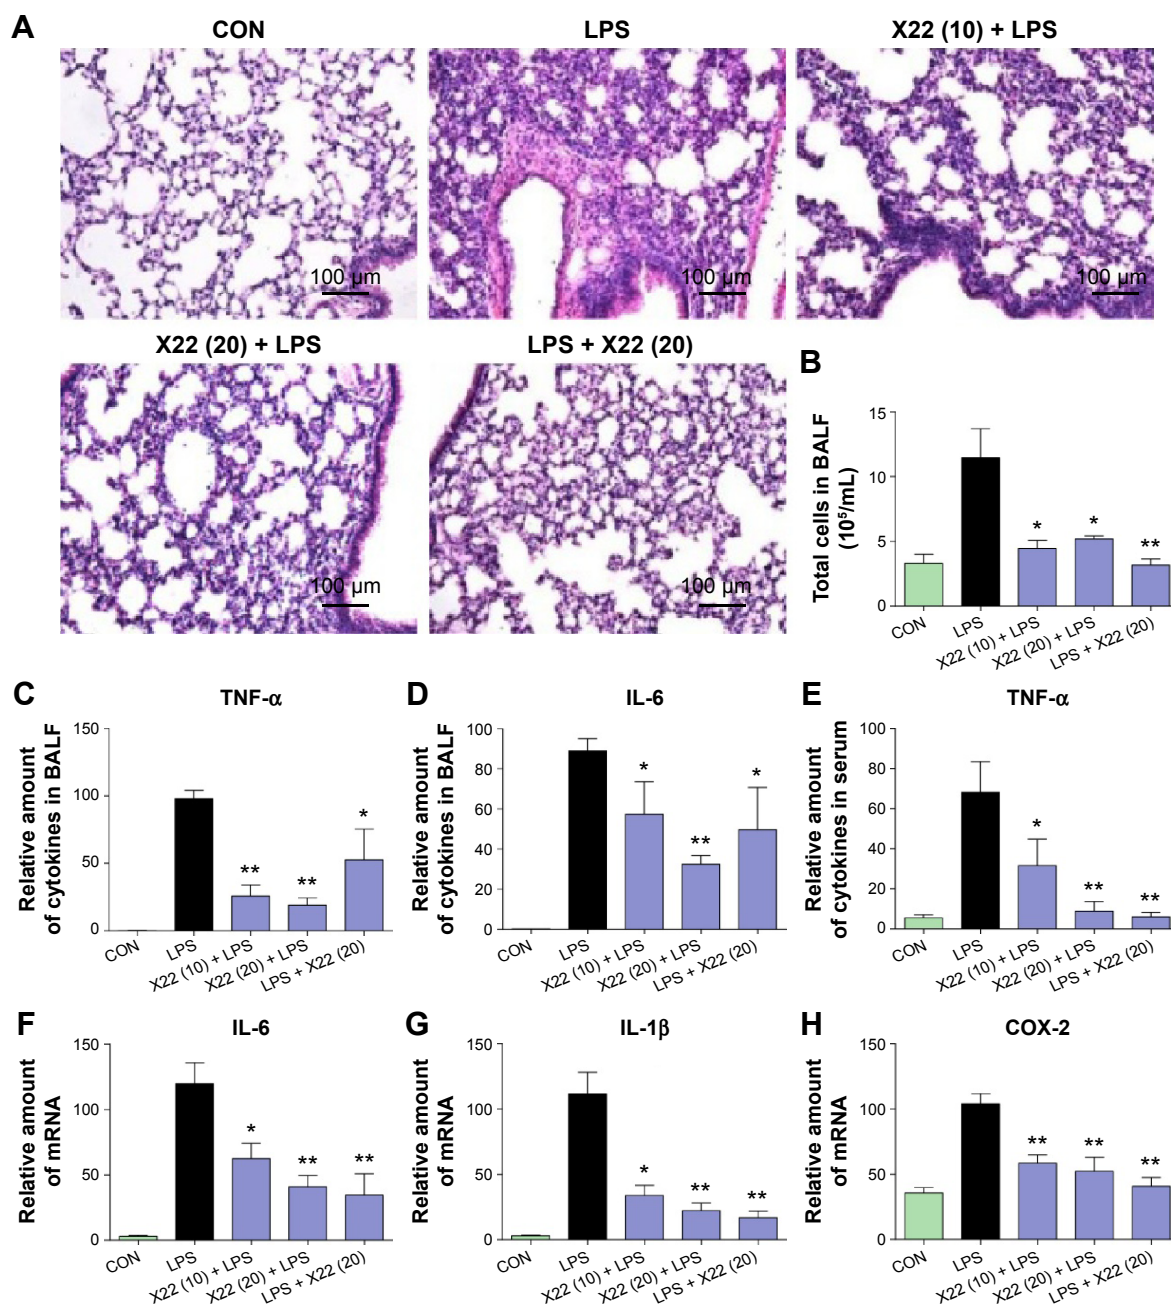 A
CON
LPS
X22 (10) + LPS
100 µm
100 µm
100 µm
X22 (20) + LPS
LPS + X22 (20)
100 µm
100 µm
B
Total cells in BALF
(10⁵/mL)
15
10
5
0
*
*
**
CON
LPS
X22 (10) + LPS
X22 (20) + LPS
LPS + X22 (20)
C
TNF-α
Relative amount
of cytokines in BALF
150
100
50
0
**
**
*
CON
LPS
X22 (10) + LPS
X22 (20) + LPS
LPS + X22 (20)
D
IL-6
Relative amount
of cytokines in BALF
100
80
60
40
20
0
*
**
*
CON
LPS
X22 (10) + LPS
X22 (20) + LPS
LPS + X22 (20)
E
TNF-α
Relative amount
of cytokines in serum
100
80
60
40
20
0
*
**
**
CON
LPS
X22 (10) + LPS
X22 (20) + LPS
LPS + X22 (20)
F
IL-6
Relative amount
of mRNA
150
100
50
0
*
**
**
CON
LPS
X22 (10) + LPS
X22 (20) + LPS
LPS + X22 (20)
G
IL-1β
Relative amount
of mRNA
150
100
50
0
*
**
**
CON
LPS
X22 (10) + LPS
X22 (20) + LPS
LPS + X22 (20)
H
COX-2
Relative amount
of mRNA
150
100
50
0
**
**
**
CON
LPS
X22 (10) + LPS
X22 (20) + LPS
LPS + X22 (20)